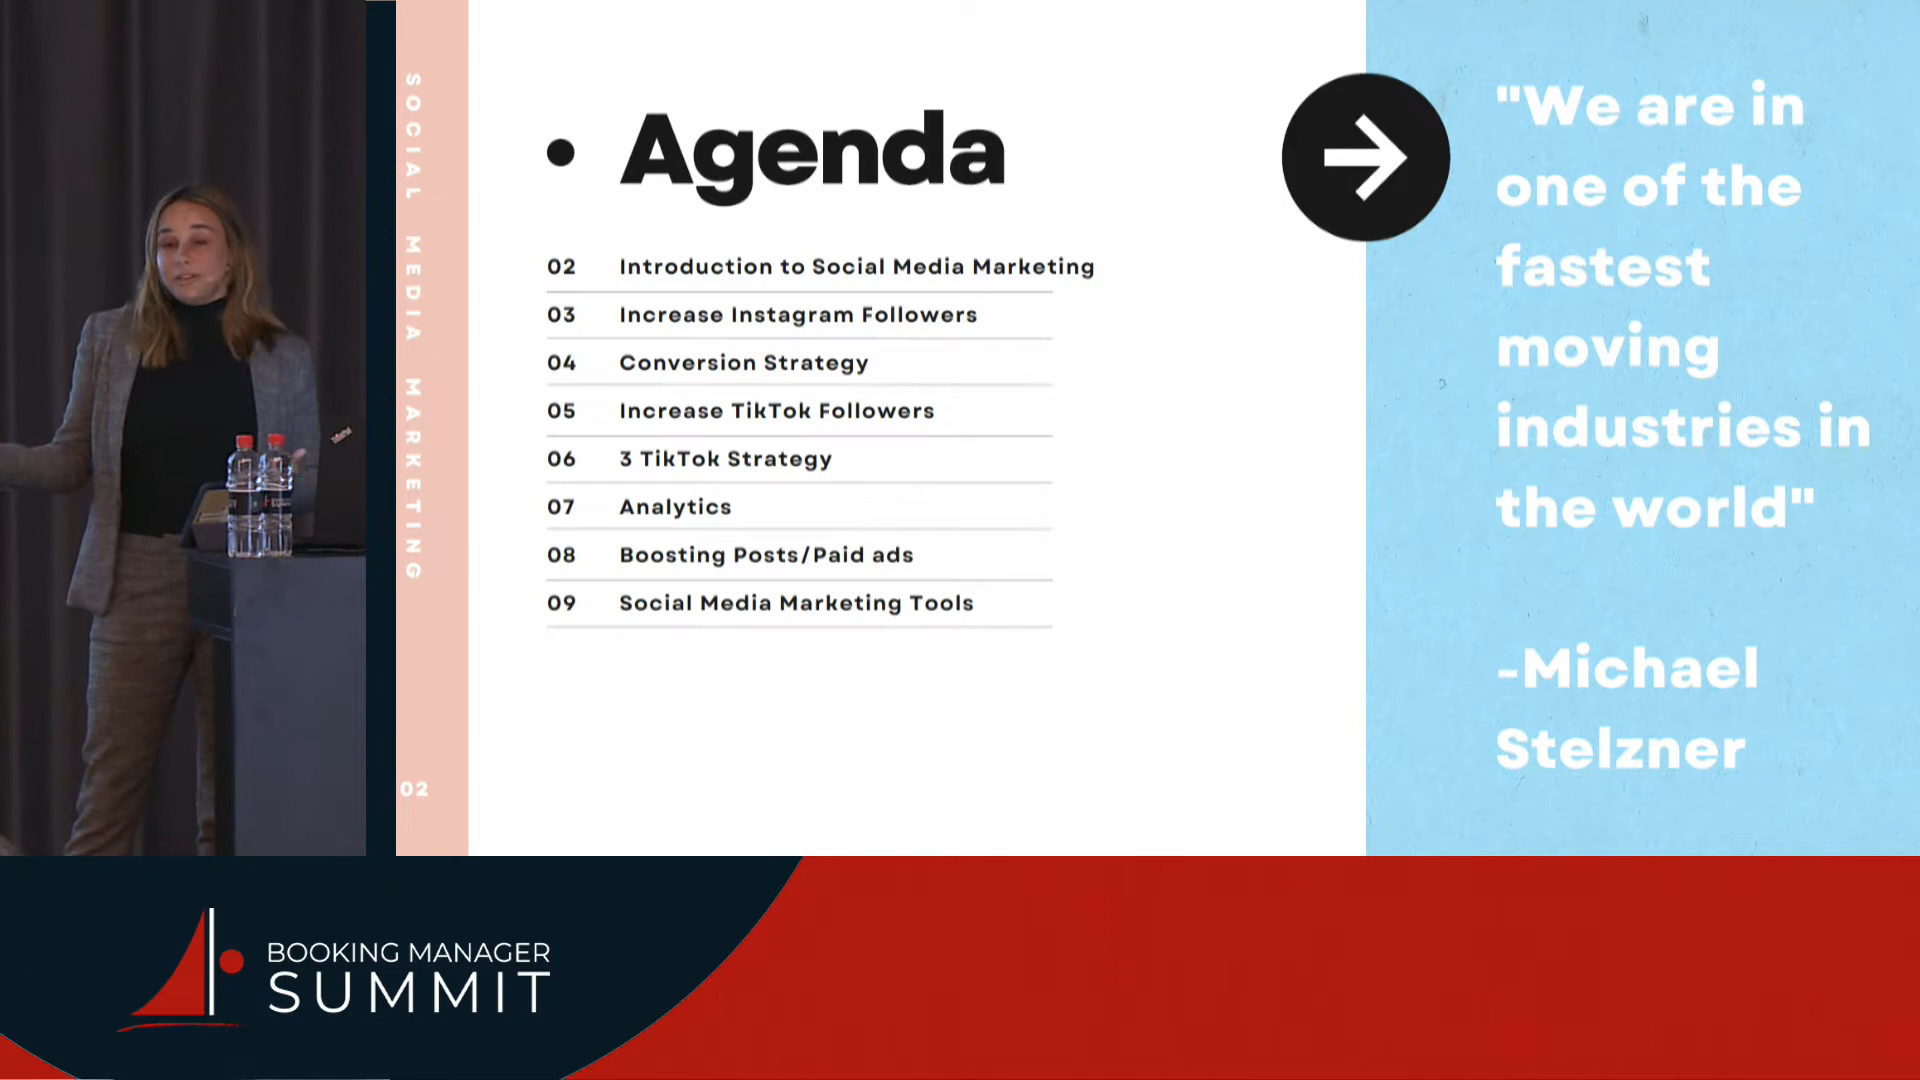 SOCIAL MEDIA MARKETING
02
• Agenda
02 Introduction to Social Media Marketing
03 Increase Instagram Followers
04 Conversion Strategy
05 Increase TikTok Followers
06 3 TikTok Strategy
07 Analytics
08 Boosting Posts/Paid ads
09 Social Media Marketing Tools
"We are in
one of the
fastest
moving
industries in
the world"
-Michael
Stelzner
BOOKING MANAGER
SUMMIT